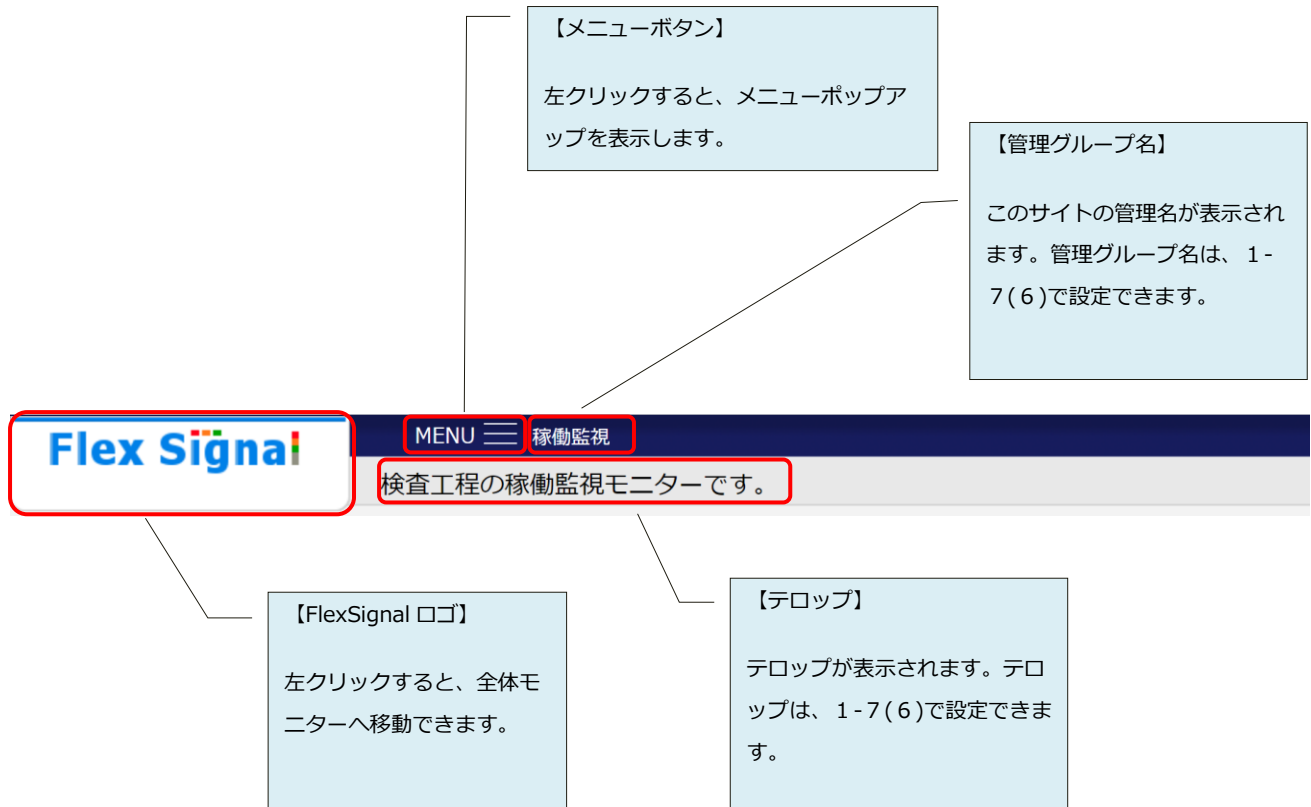 【メニューボタン】
左クリックすると、メニューポップア
ップを表示します。
【管理グループ名】
このサイトの管理名が表示され
ます。管理グループ名は、１-
７(６)で設定できます。
Flex Signal
MENU
稼働監視
検査工程の稼働監視モニターです。
【FlexSignal ロゴ】
左クリックすると、全体モ
ニターへ移動できます。
【テロップ】
テロップが表示されます。テロ
ップは、１-７(６)で設定できま
す。